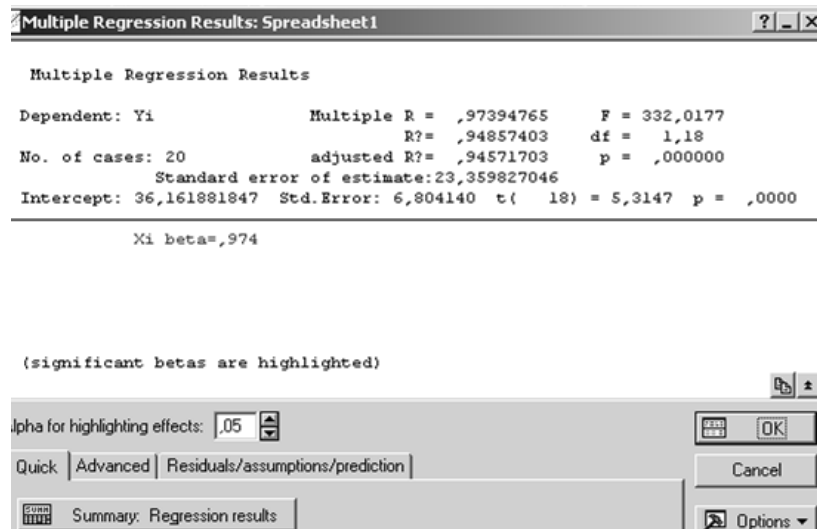 Multiple Regression Results: Spreadsheet1
Multiple Regression Results
Dependent: Yi Multiple R = ,97394765 F = 332,0177
R?= ,94857403 df = 1,18
No. of cases: 20 adjusted R?= ,94571703 p = ,000000
Standard error of estimate:23,359827046
Intercept: 36,161881847 Std.Error: 6,804140 t( 18) = 5,3147 p = ,0000
Xi beta=,974
(significant betas are highlighted)
lpha for highlighting effects: ,05
OK
Quick Advanced Residuals/assumptions/prediction
Cancel
Summary: Regression results
Options